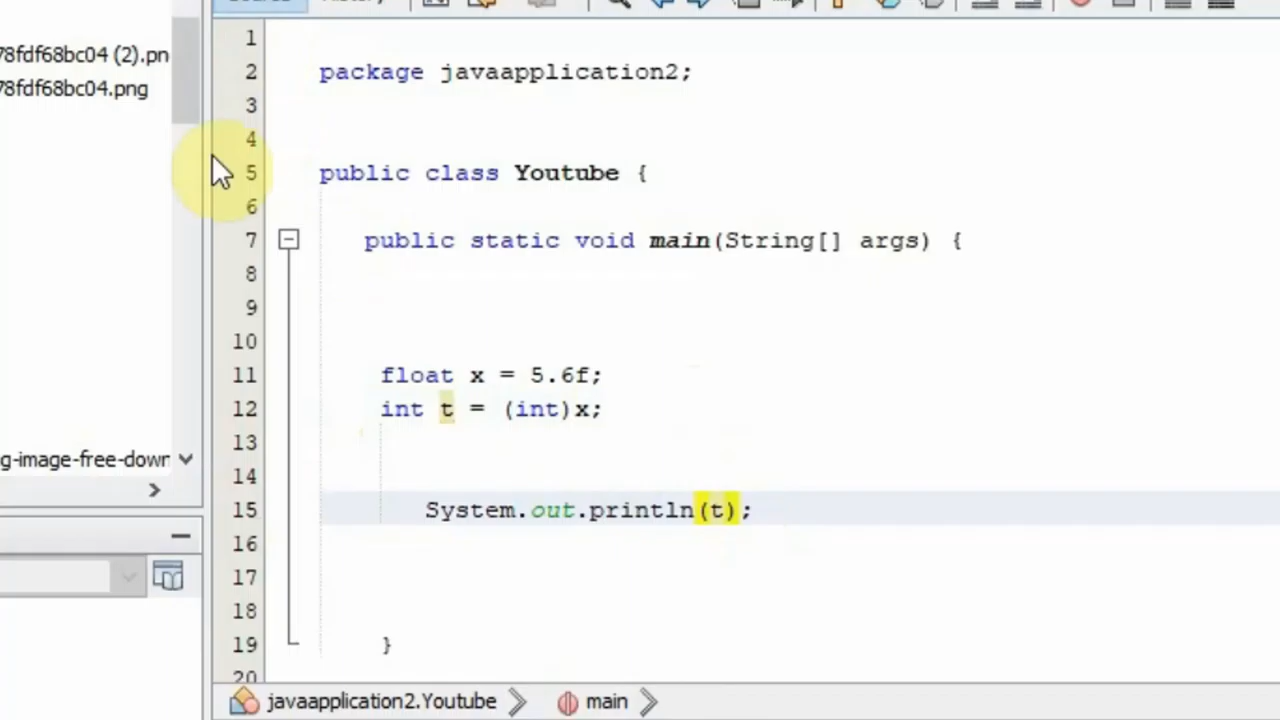 78fdf68bc04 (2).pn
78fdf68bc04.png
g-image-free-down
1
2 package javaapplication2;
3
4
5 public class Youtube {
6
7 public static void main(String[] args) {
8
9
10
11 float x = 5.6f;
12 int t = (int)x;
13
14
15 System.out.println(t);
16
17
18
19 }
20
javaapplication2.Youtube main